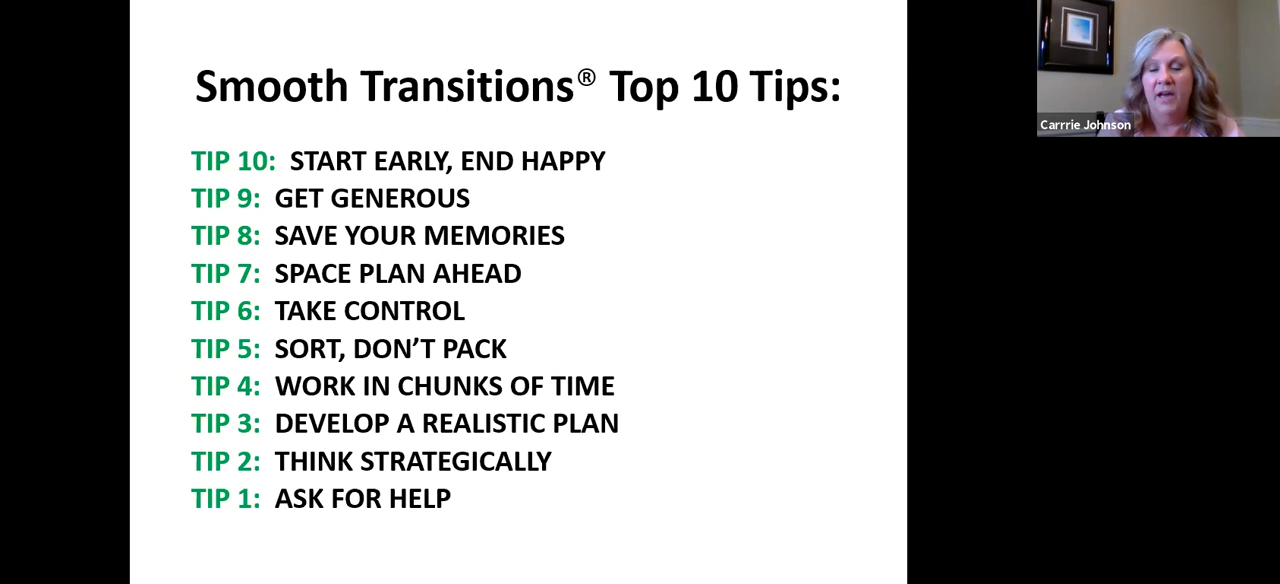 Smooth Transitions® Top 10 Tips:
TIP 10: START EARLY, END HAPPY
TIP 9: GET GENEROUS
TIP 8: SAVE YOUR MEMORIES
TIP 7: SPACE PLAN AHEAD
TIP 6: TAKE CONTROL
TIP 5: SORT, DON’T PACK
TIP 4: WORK IN CHUNKS OF TIME
TIP 3: DEVELOP A REALISTIC PLAN
TIP 2: THINK STRATEGICALLY
TIP 1: ASK FOR HELP
Carrrie Johnson